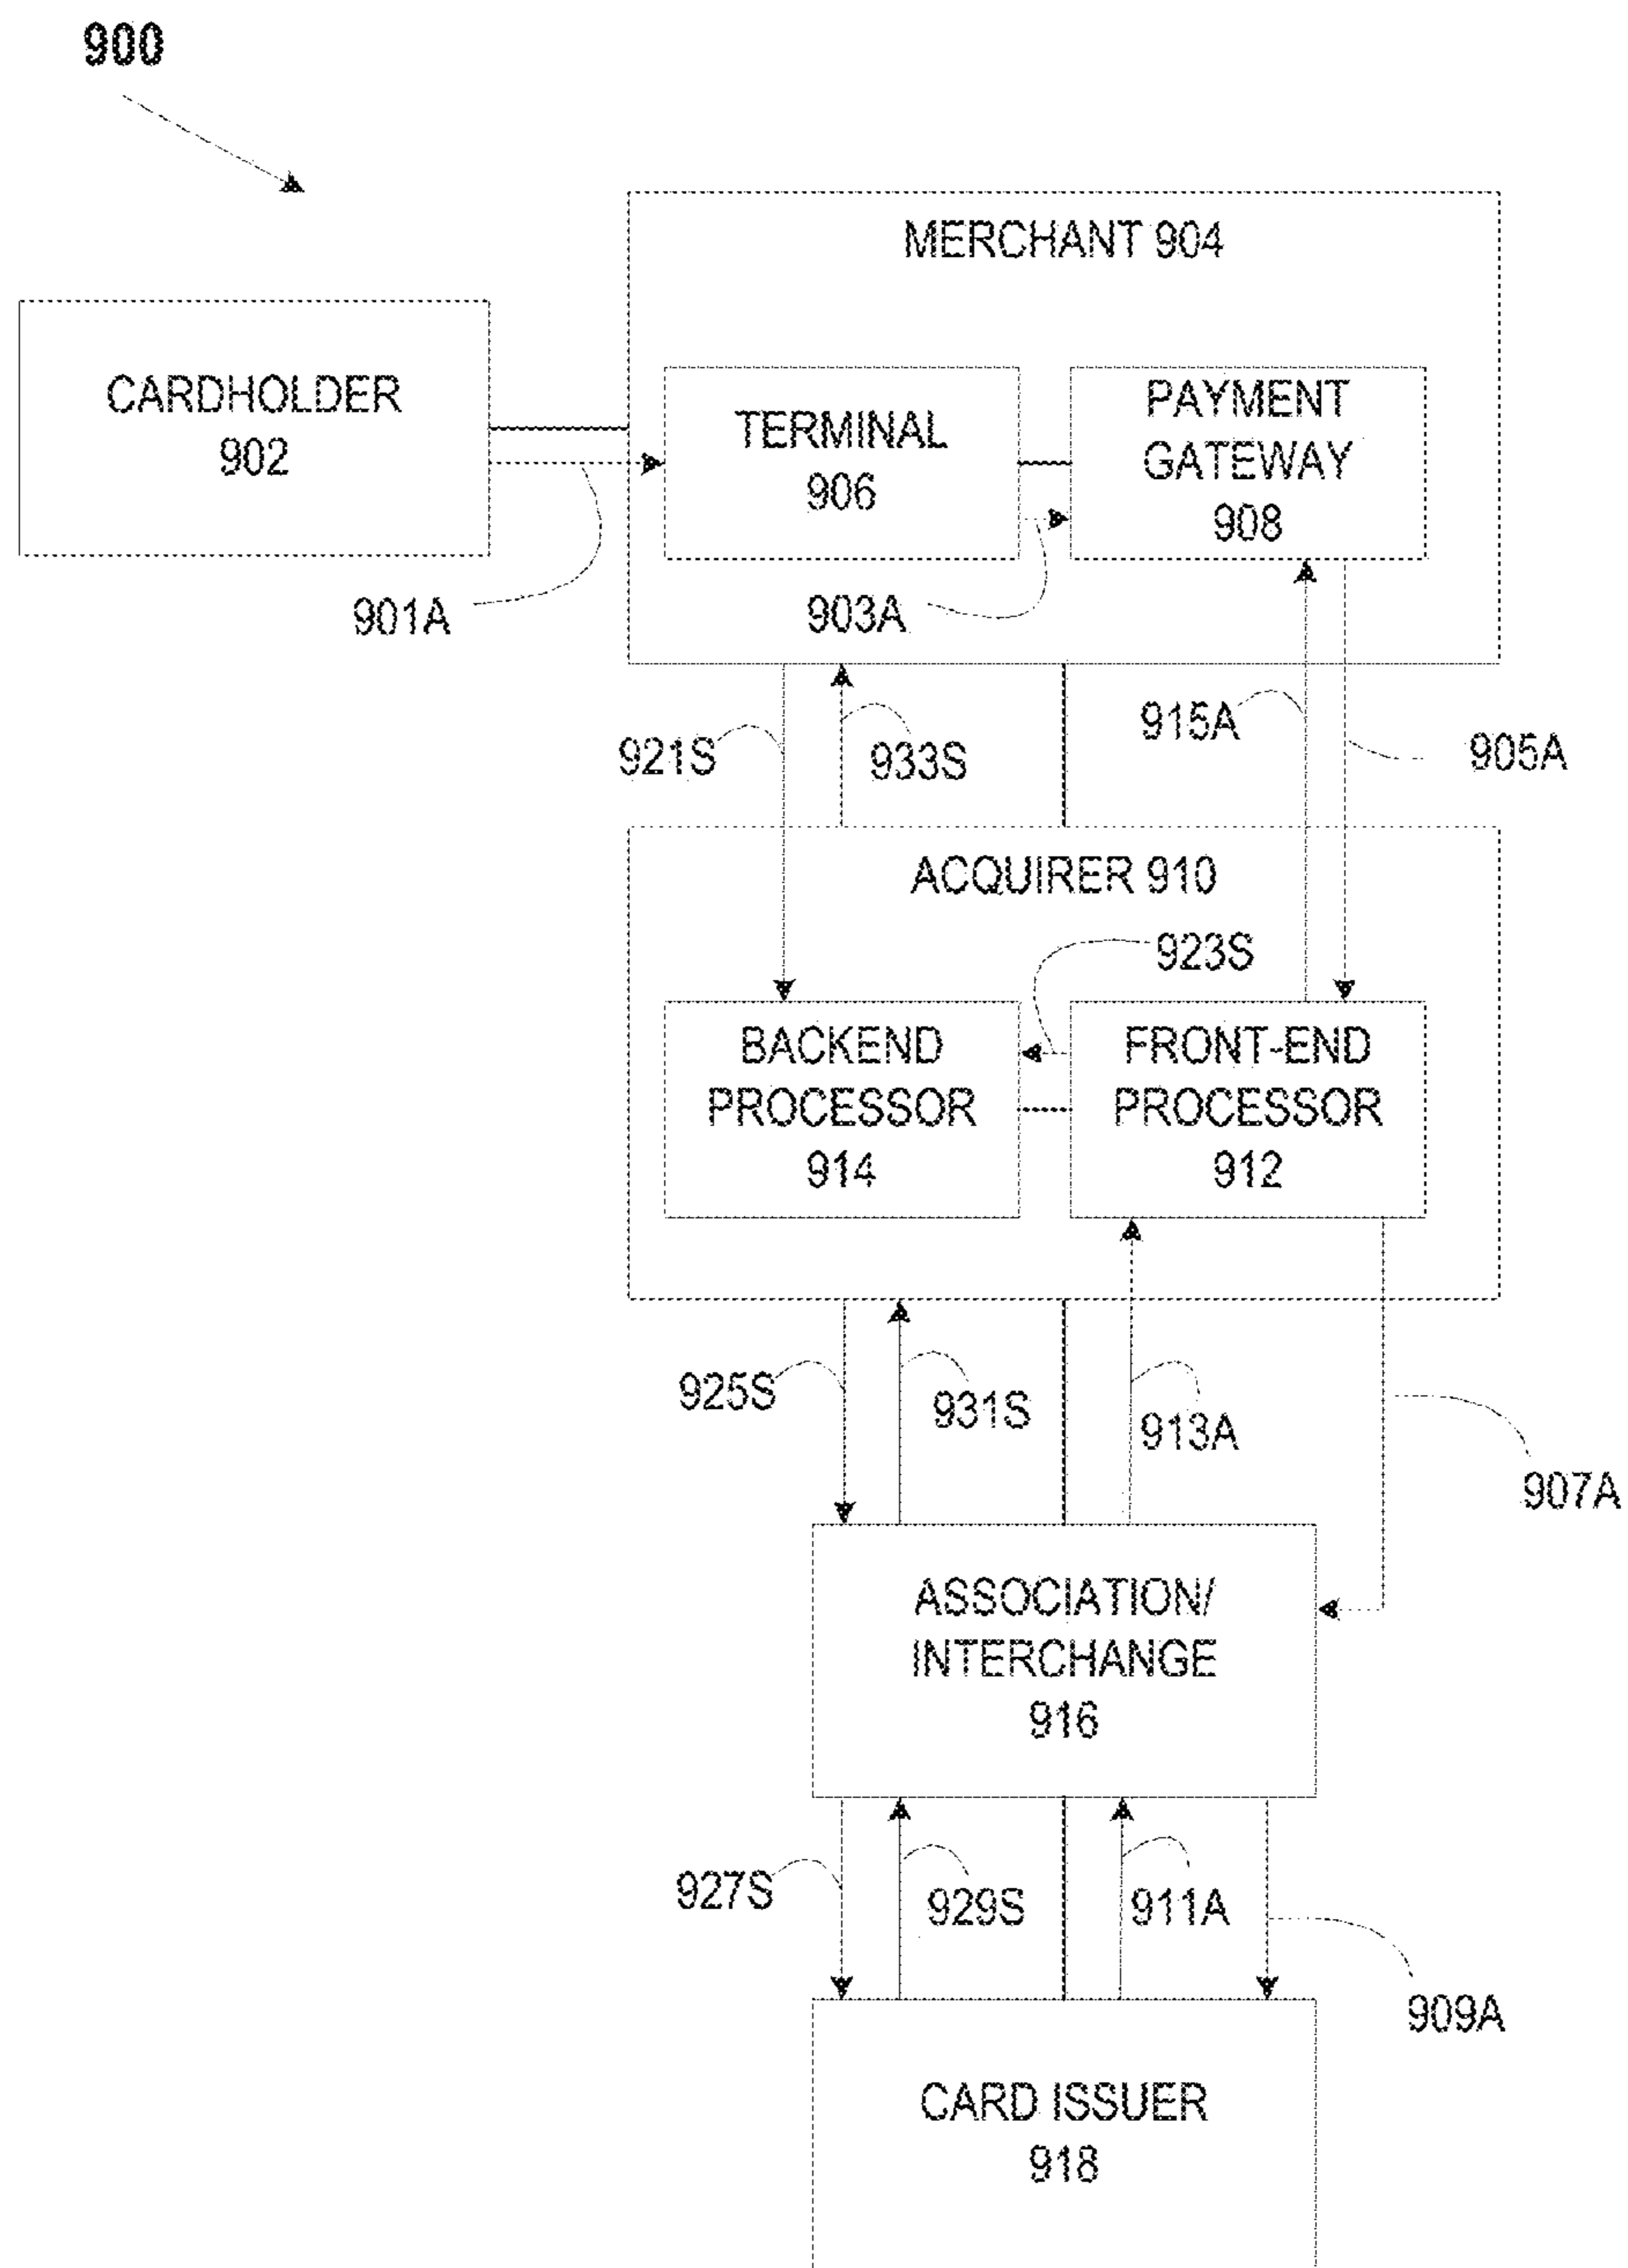 900
MERCHANT 904
CARDHOLDER
902
TERMINAL
906
PAYMENT
GATEWAY
908
901A
903A
921S
933S
915A
905A
ACQUIRER 910
923S
BACKEND
PROCESSOR
914
FRONT-END
PROCESSOR
912
925S
931S
913A
907A
ASSOCIATION/
INTERCHANGE
916
927S
929S
911A
909A
CARD ISSUER
918